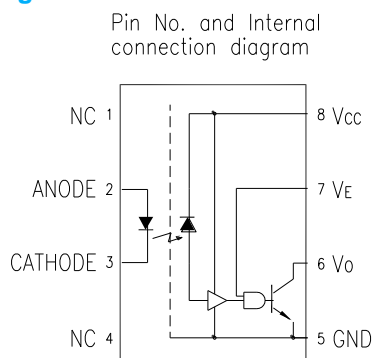 Pin No. and Internal
connection diagram
NC 1
8 VCC
ANODE 2
7 VE
CATHODE 3
6 VO
NC 4
5 GND